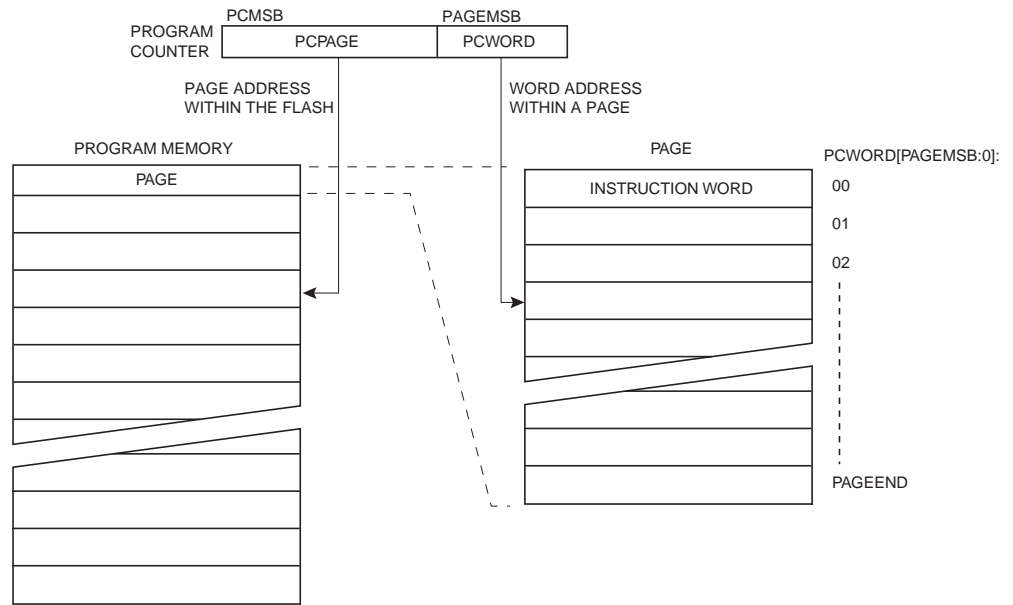 PCMSB
PAGEMSB
PROGRAM
COUNTER
PCPAGE
PCWORD
PAGE ADDRESS
WITHIN THE FLASH
WORD ADDRESS
WITHIN A PAGE
PROGRAM MEMORY
PAGE
PAGE
PCWORD[PAGEMSB:0]:
INSTRUCTION WORD
00
01
02
PAGEEND